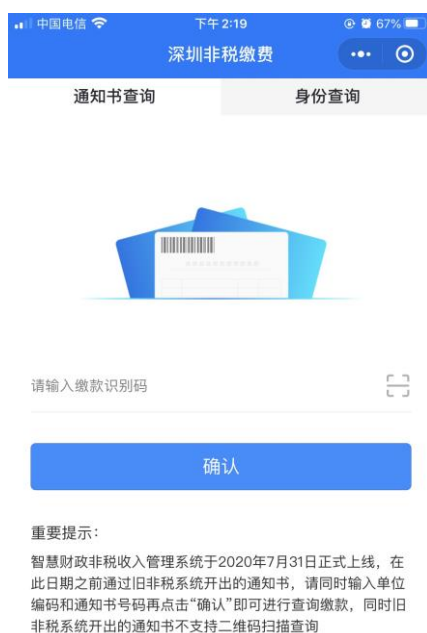 中国电信 下午2:19 67%
深圳非税缴费
通知书查询 身份查询
请输入缴款识别码
确认
重要提示：
智慧财政非税收入管理系统于2020年7月31日正式上线，在
此日期之前通过旧非税系统开出的通知书，请同时输入单位
编码和通知书号码再点击“确认”即可进行查询缴款，同时旧
非税系统开出的通知书不支持二维码扫描查询